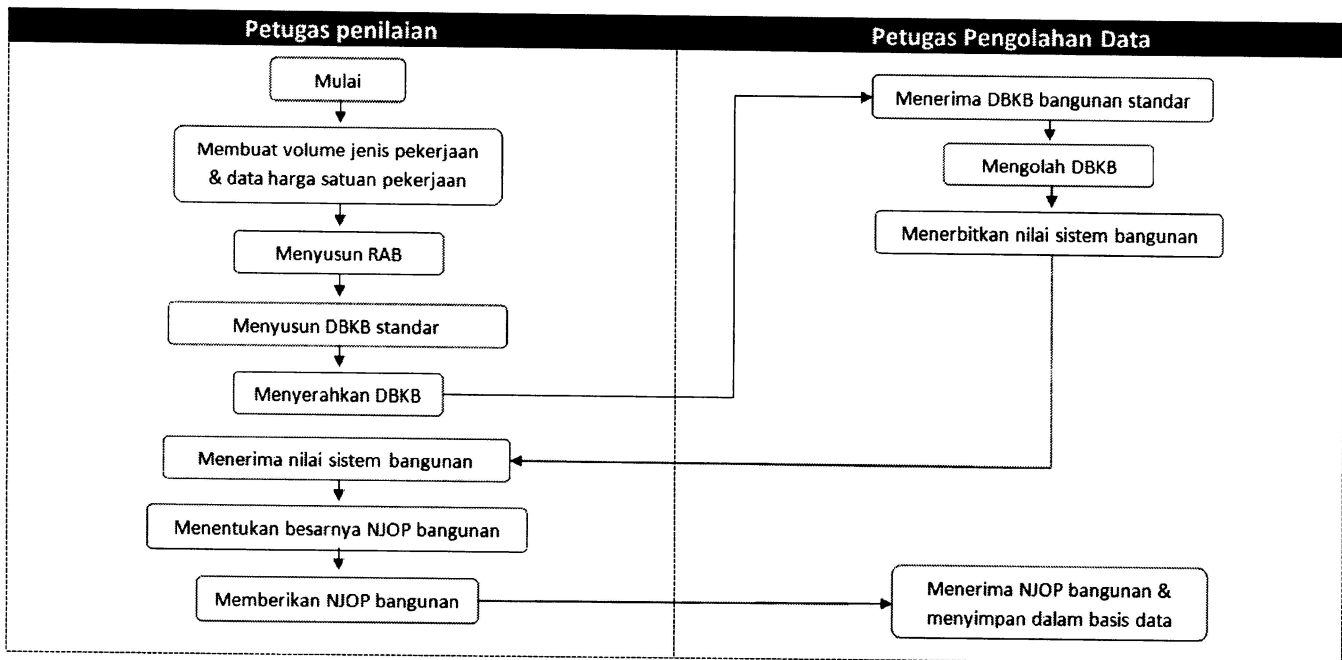 Petugas penilaian
Mulai
Membuat volume jenis pekerjaan
& data harga satuan pekerjaan
Menyusun RAB
Menyusun DBKB standar
Menyerahkan DBKB
Menerima nilai sistem bangunan
Menentukan besarnya NJOP bangunan
Memberikan NJOP bangunan
Petugas Pengolahan Data
Menerima DBKB bangunan standar
Mengolah DBKB
Menerbitkan nilai sistem bangunan
Menerima NJOP bangunan &
menyimpan dalam basis data